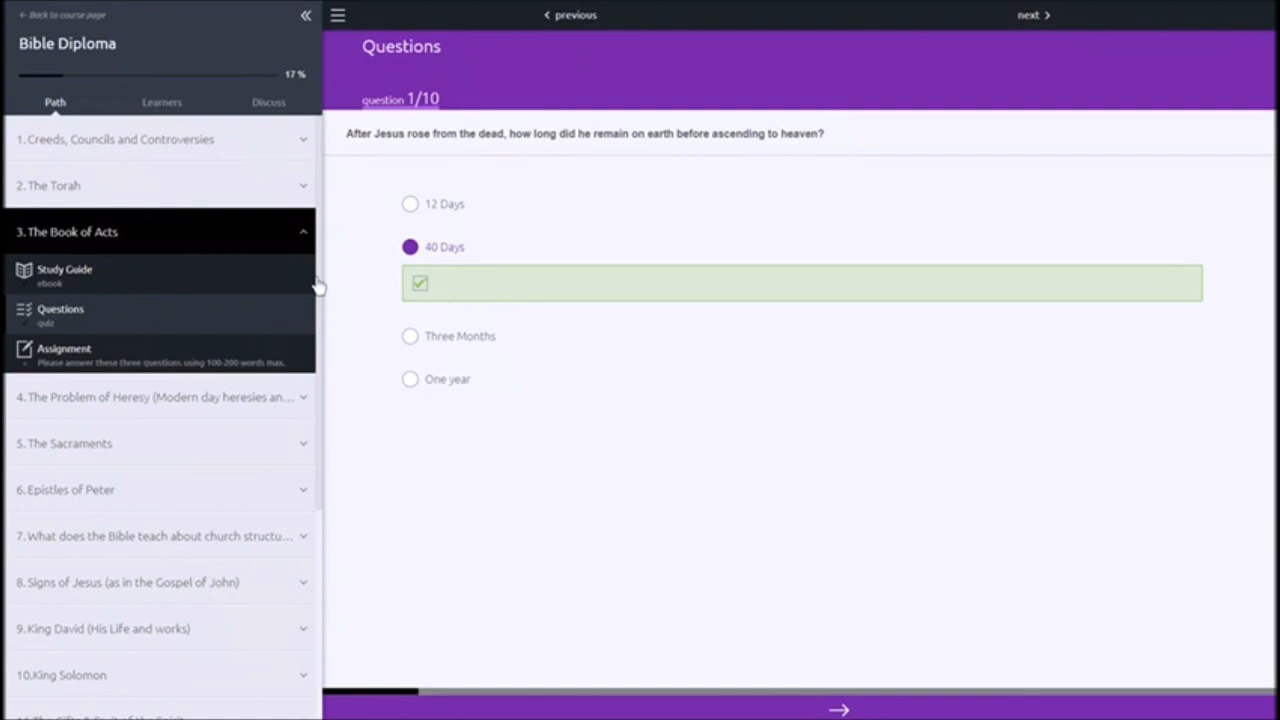 ← Back to course page
Bible Diploma
17 %
Path
Learners
Discuss
1. Creeds, Councils and Controversies
2. The Torah
3. The Book of Acts
Study Guide
ebook
Questions
quiz
Assignment
Please answer these three questions using 100-200 words max.
4. The Problem of Heresy (Modern day heresies an...
5. The Sacraments
6. Epistles of Peter
7. What does the Bible teach about church structu...
8. Signs of Jesus (as in the Gospel of John)
9. King David (His Life and works)
10.King Solomon
previous
next
Questions
question 1/10
After Jesus rose from the dead, how long did he remain on earth before ascending to heaven?
12 Days
40 Days
Three Months
One year